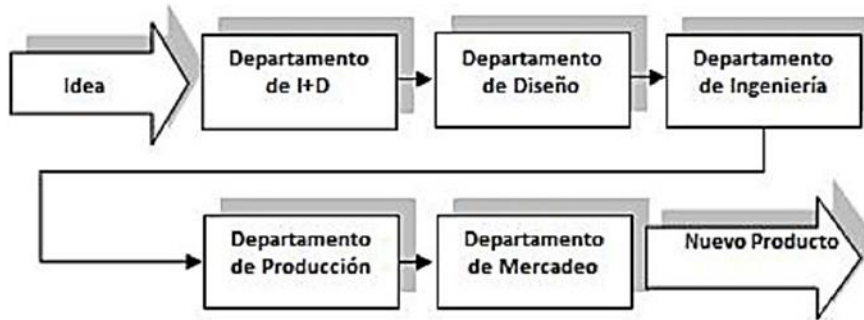 Idea
Departamento
de I+D
Departamento
de Diseño
Departamento
de Ingeniería
Departamento
de Producción
Departamento
de Mercadeo
Nuevo Producto